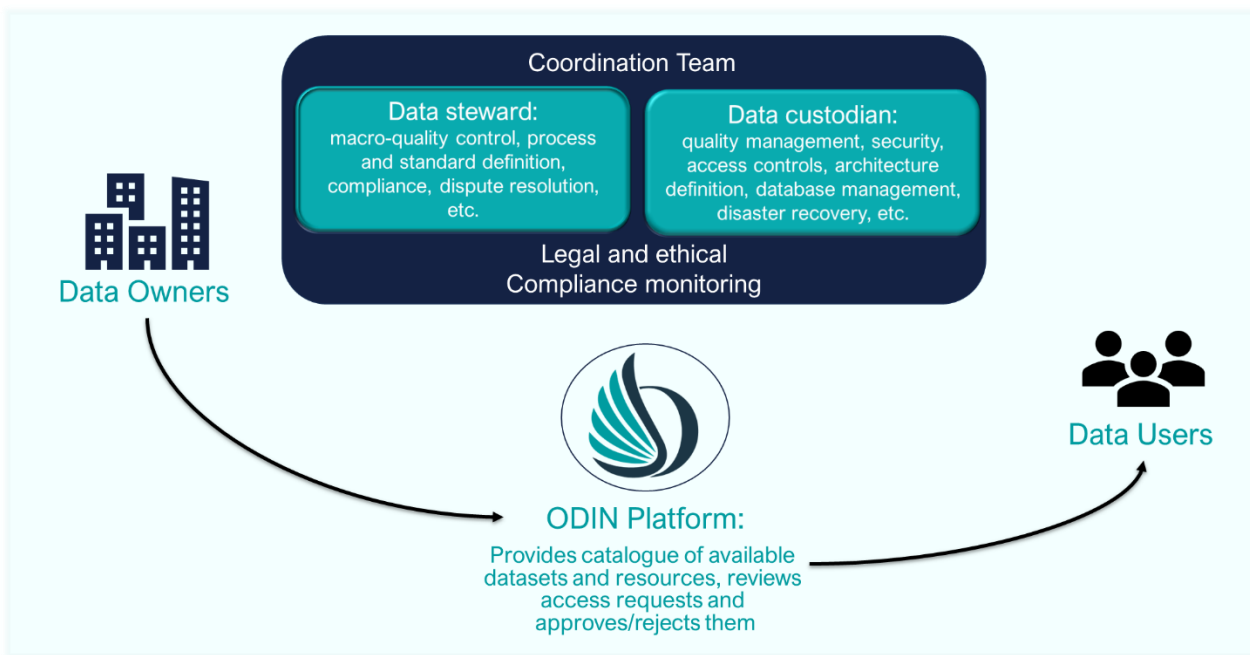 Coordination Team
Data steward:
macro-quality control, process
and standard definition,
compliance, dispute resolution,
etc.
Data custodian:
quality management, security,
access controls, architecture
definition, database management,
disaster recovery, etc.
Legal and ethical
Compliance monitoring
Data Owners
Data Users
ODIN Platform:
Provides catalogue of available
datasets and resources, reviews
access requests and
approves/rejects them